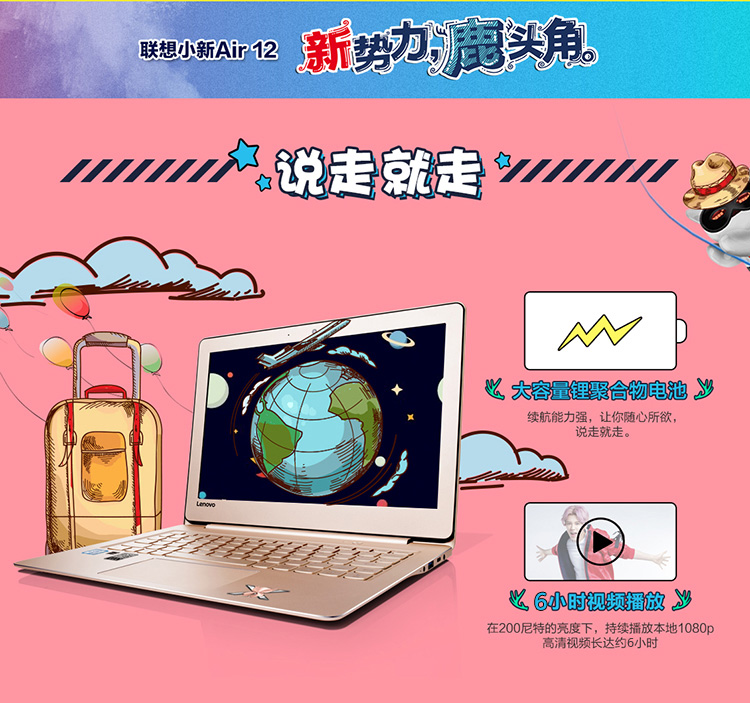 联想小新Air 12
新势力,鹿头角。
说走就走
Lenovo
大容量锂聚合物电池
续航能力强，让你随心所欲，
说走就走。
6小时视频播放
在200尼特的亮度下，持续播放本地1080p
高清视频长达约6小时